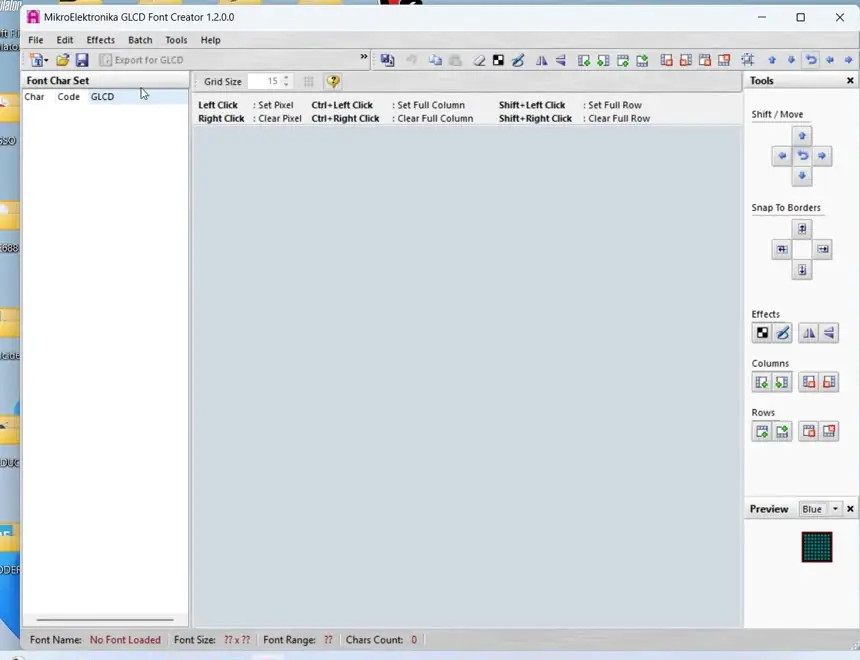 MikroElektronika GLCD Font Creator 1.2.0.0
File Edit Effects Batch Tools Help
Export for GLCD
»
Font Char Set
Grid Size 15
Tools
Char Code GLCD
Left Click : Set Pixel Ctrl+Left Click : Set Full Column Shift+Left Click : Set Full Row
Right Click : Clear Pixel Ctrl+Right Click : Clear Full Column Shift+Right Click : Clear Full Row
Shift / Move
Snap To Borders
Effects
Columns
Rows
Preview Blue
Font Name: No Font Loaded Font Size: ?? x ?? Font Range: ?? Chars Count: 0